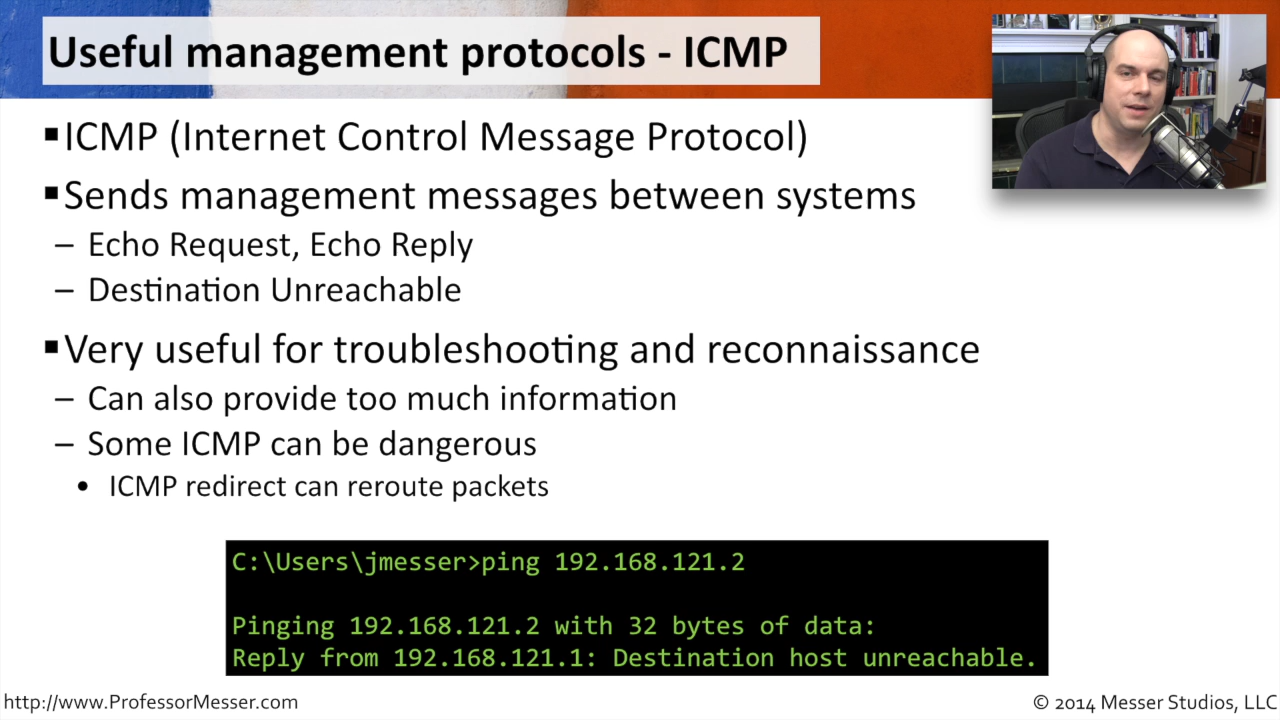 Useful management protocols - ICMP
▪ICMP (Internet Control Message Protocol)
▪Sends management messages between systems
– Echo Request, Echo Reply
– Destination Unreachable
▪Very useful for troubleshooting and reconnaissance
– Can also provide too much information
– Some ICMP can be dangerous
• ICMP redirect can reroute packets
C:\Users\jmesser>ping 192.168.121.2
Pinging 192.168.121.2 with 32 bytes of data:
Reply from 192.168.121.1: Destination host unreachable.
http://www.ProfessorMesser.com
© 2014 Messer Studios, LLC